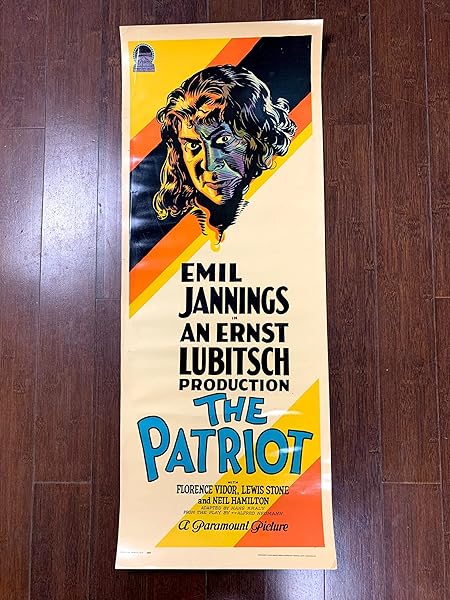 EMIL
JANNINGS
IN
AN ERNST
LUBITSCH
PRODUCTION
THE
PATRIOT
WITH
FLORENCE VIDOR, LEWIS STONE
and NEIL HAMILTON
ADAPTED BY HANS KRALY
FROM THE PLAY BY ALFRED NEUMANN
A Paramount Picture